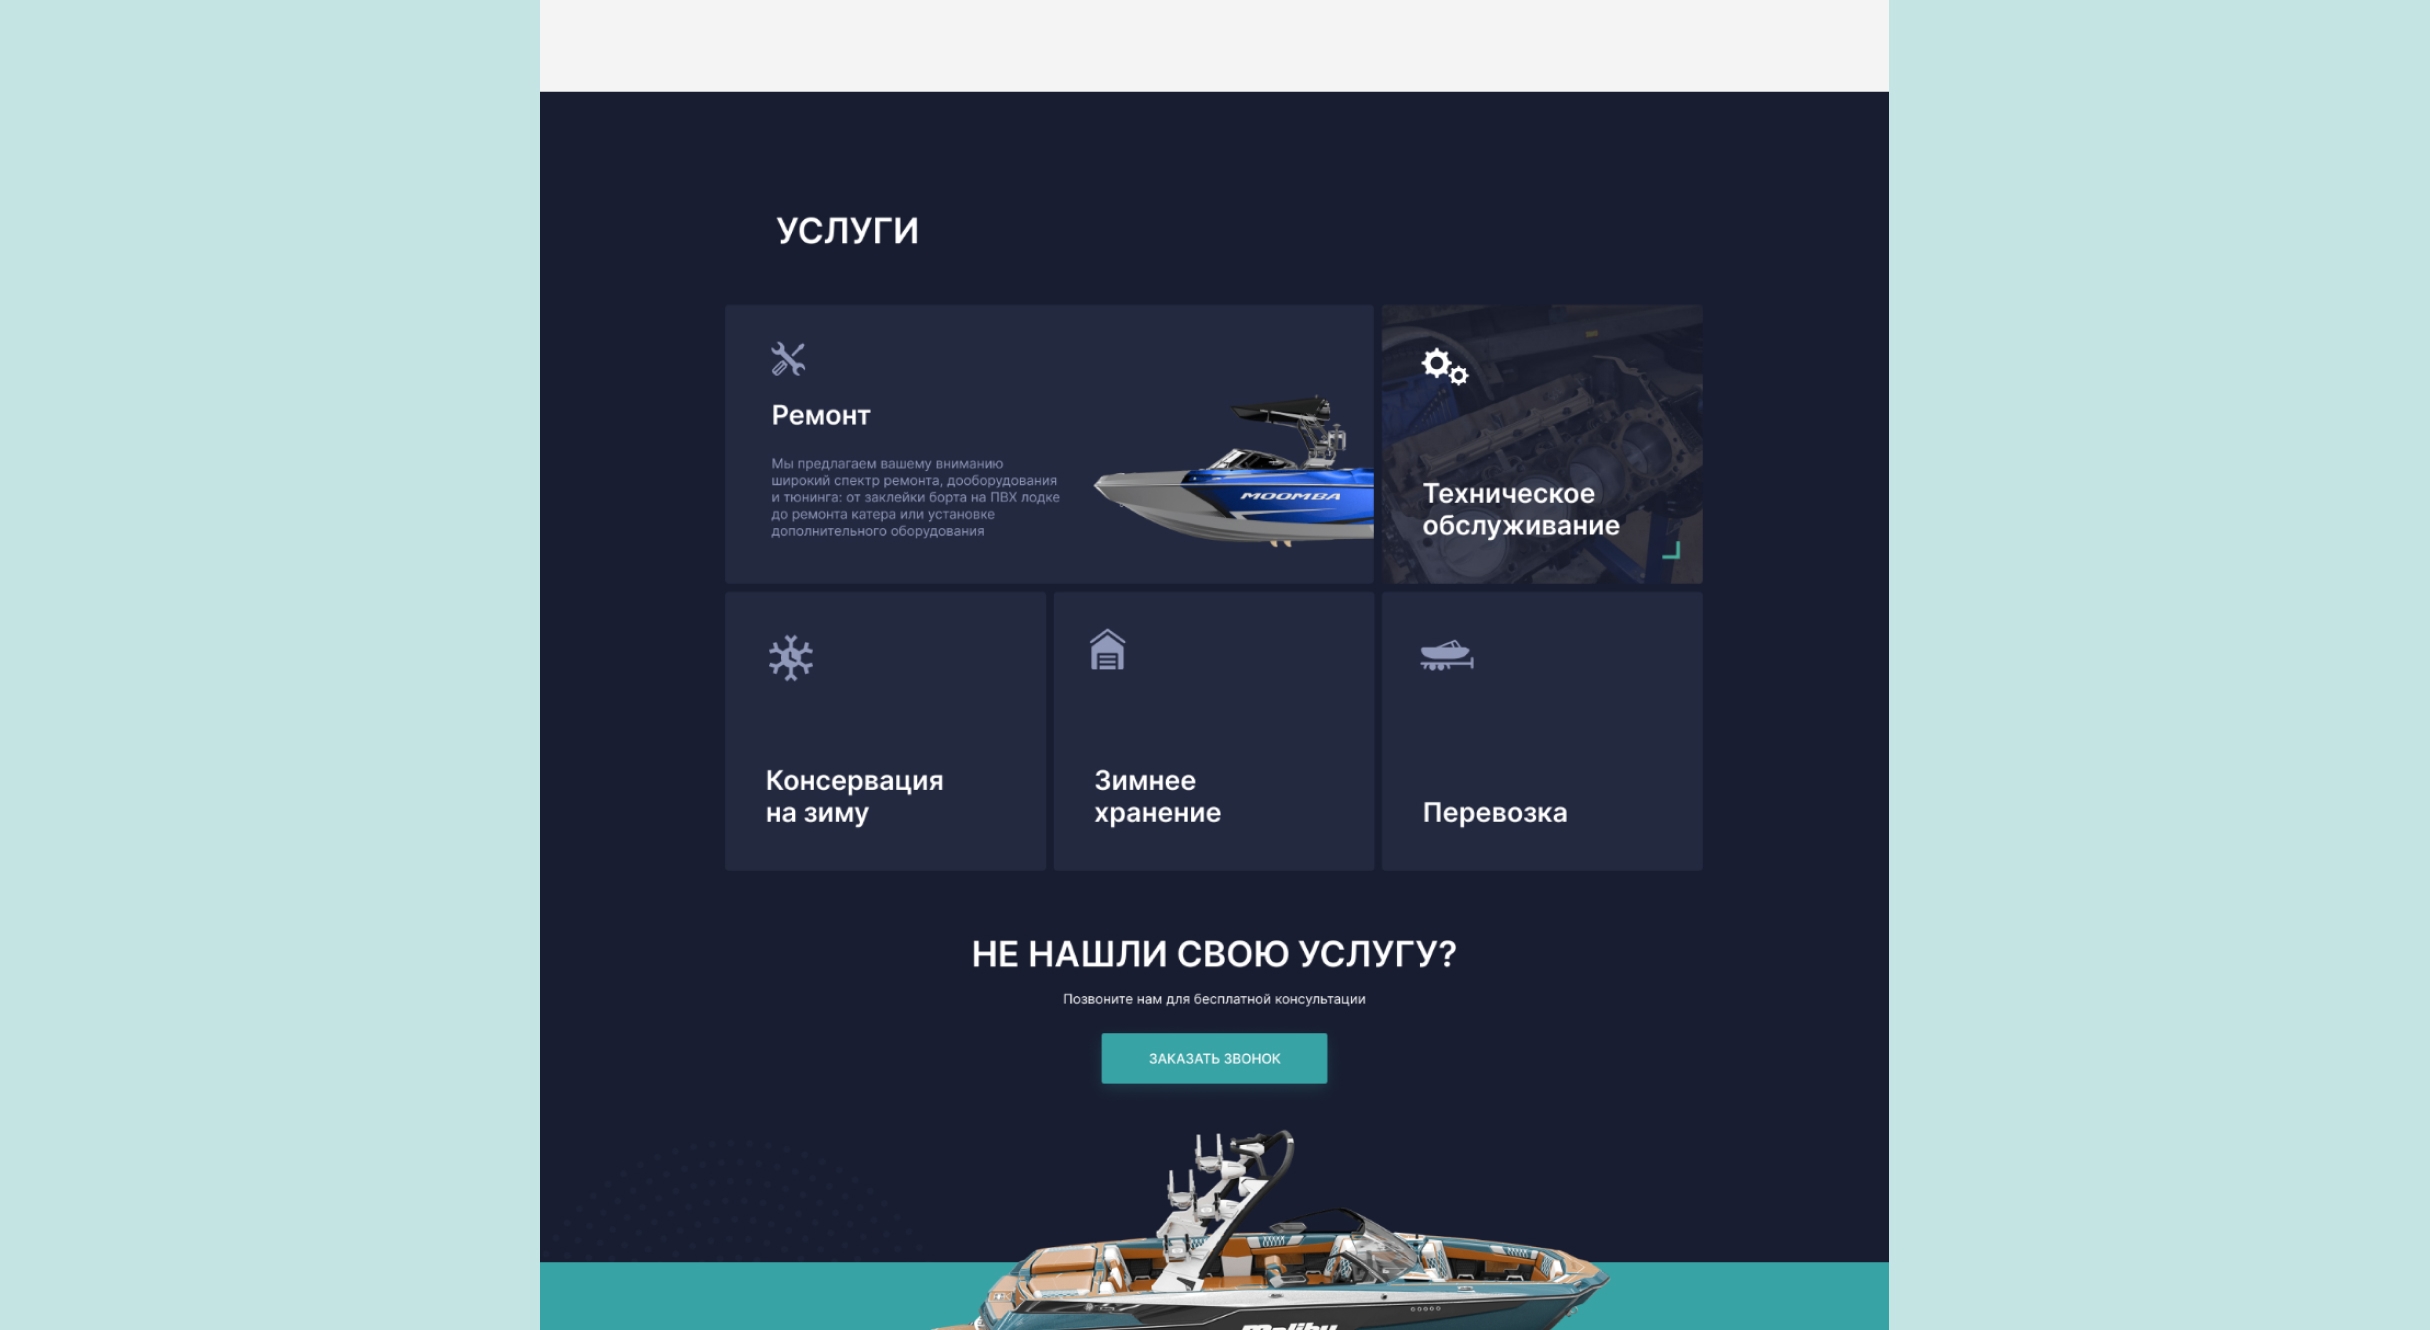 УСЛУГИ
Ремонт
Мы предлагаем вашему вниманию
широкий спектр ремонта, дооборудования
и тюнинга: от заклейки борта на ПВХ лодке
до ремонта катера или установке
дополнительного оборудования
MOOMBA
Техническое
обслуживание
Консервация
на зиму
Зимнее
хранение
Перевозка
НЕ НАШЛИ СВОЮ УСЛУГУ?
Позвоните нам для бесплатной консультации
ЗАКАЗАТЬ ЗВОНОК
Malibu